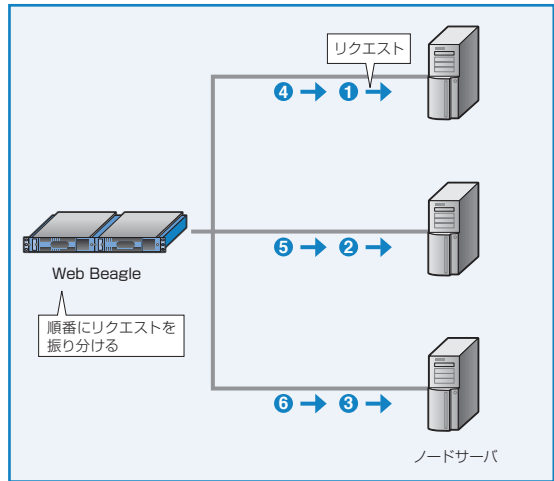 リクエスト
❹ → ❶ →
Web Beagle
❺ → ❷ →
順番にリクエストを
振り分ける
❻ → ❸ →
ノードサーバ